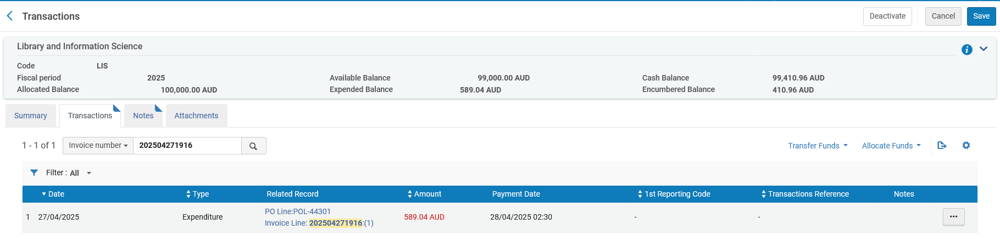 Transactions
Deactivate Cancel Save
Library and Information Science
Code LIS
Fiscal period 2025 Available Balance 99,000.00 AUD Cash Balance 99,410.96 AUD
Allocated Balance 100,000.00 AUD Expended Balance 589.04 AUD Encumbered Balance 410.96 AUD
Summary Transactions Notes Attachments
1 - 1 of 1 Invoice number 202504271916 Transfer Funds Allocate Funds
Filter : All
Date Type Related Record Amount Payment Date 1st Reporting Code Transactions Reference Notes
1 27/04/2025 Expenditure PO Line:POL-44301 589.04 AUD 28/04/2025 02:30 - -
Invoice Line: 202504271916:(1)